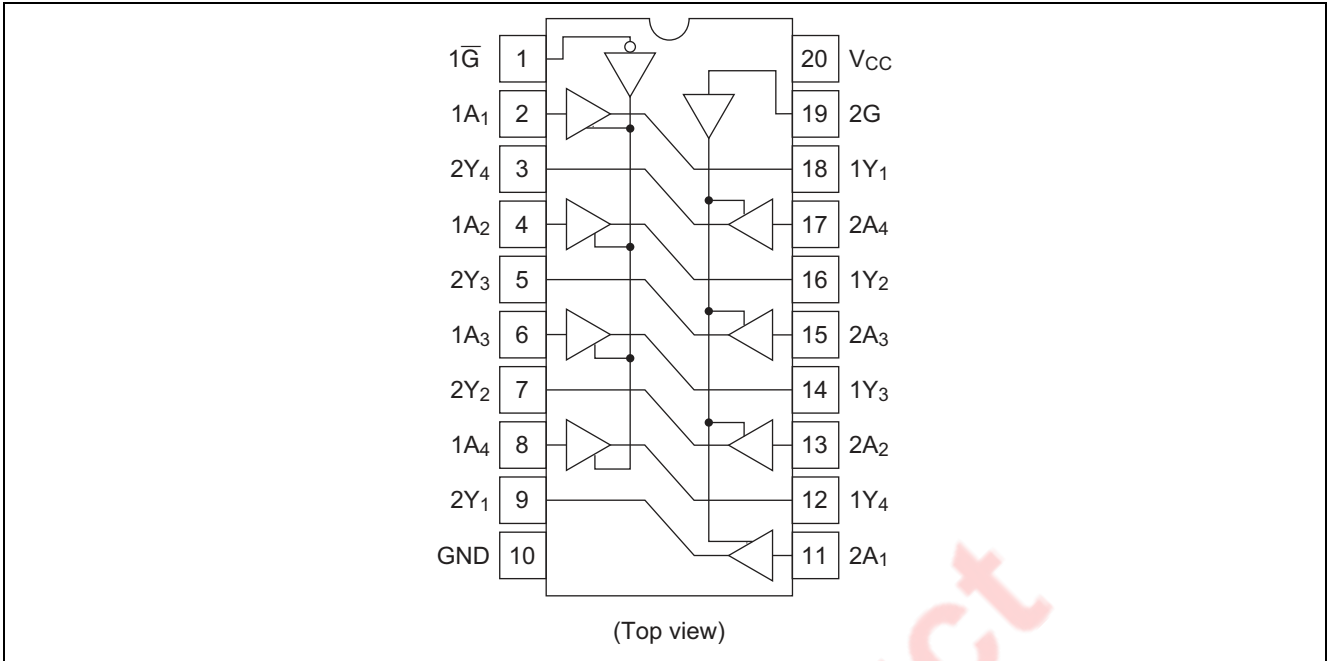 1G̅ 1 20 VCC
1A1 2 19 2G
2Y4 3 18 1Y1
1A2 4 17 2A4
2Y3 5 16 1Y2
1A3 6 15 2A3
2Y2 7 14 1Y3
1A4 8 13 2A2
2Y1 9 12 1Y4
GND 10 11 2A1
(Top view)
ct